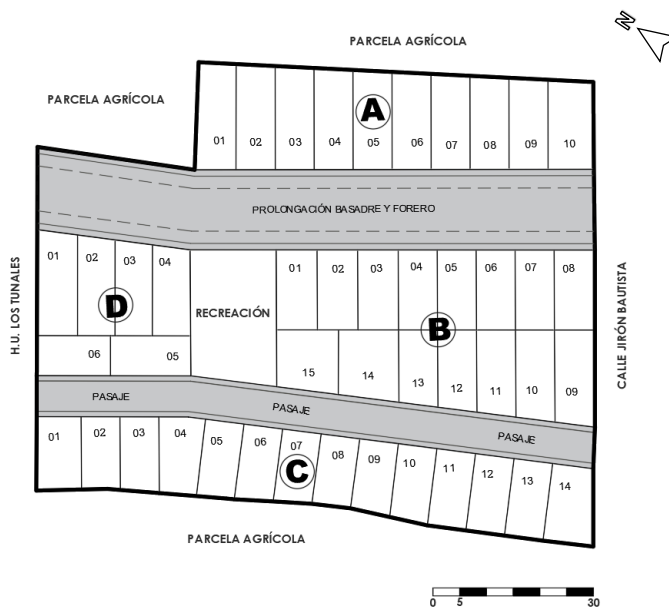 N
PARCELA AGRÍCOLA
PARCELA AGRÍCOLA
A
01 02 03 04 05 06 07 08 09 10
PROLONGACIÓN BASADRE Y FORERO
H.U. LOS TUNALES
CALLE JIRÓN BAUTISTA
01 02 03 04
D
06 05
RECREACIÓN
01 02 03 04 05 06 07 08
B
15 14 13 12 11 10 09
PASAJE
PASAJE
PASAJE
01 02 03 04 05 06 07 08 09 10 11 12 13 14
C
PARCELA AGRÍCOLA
0 5 30